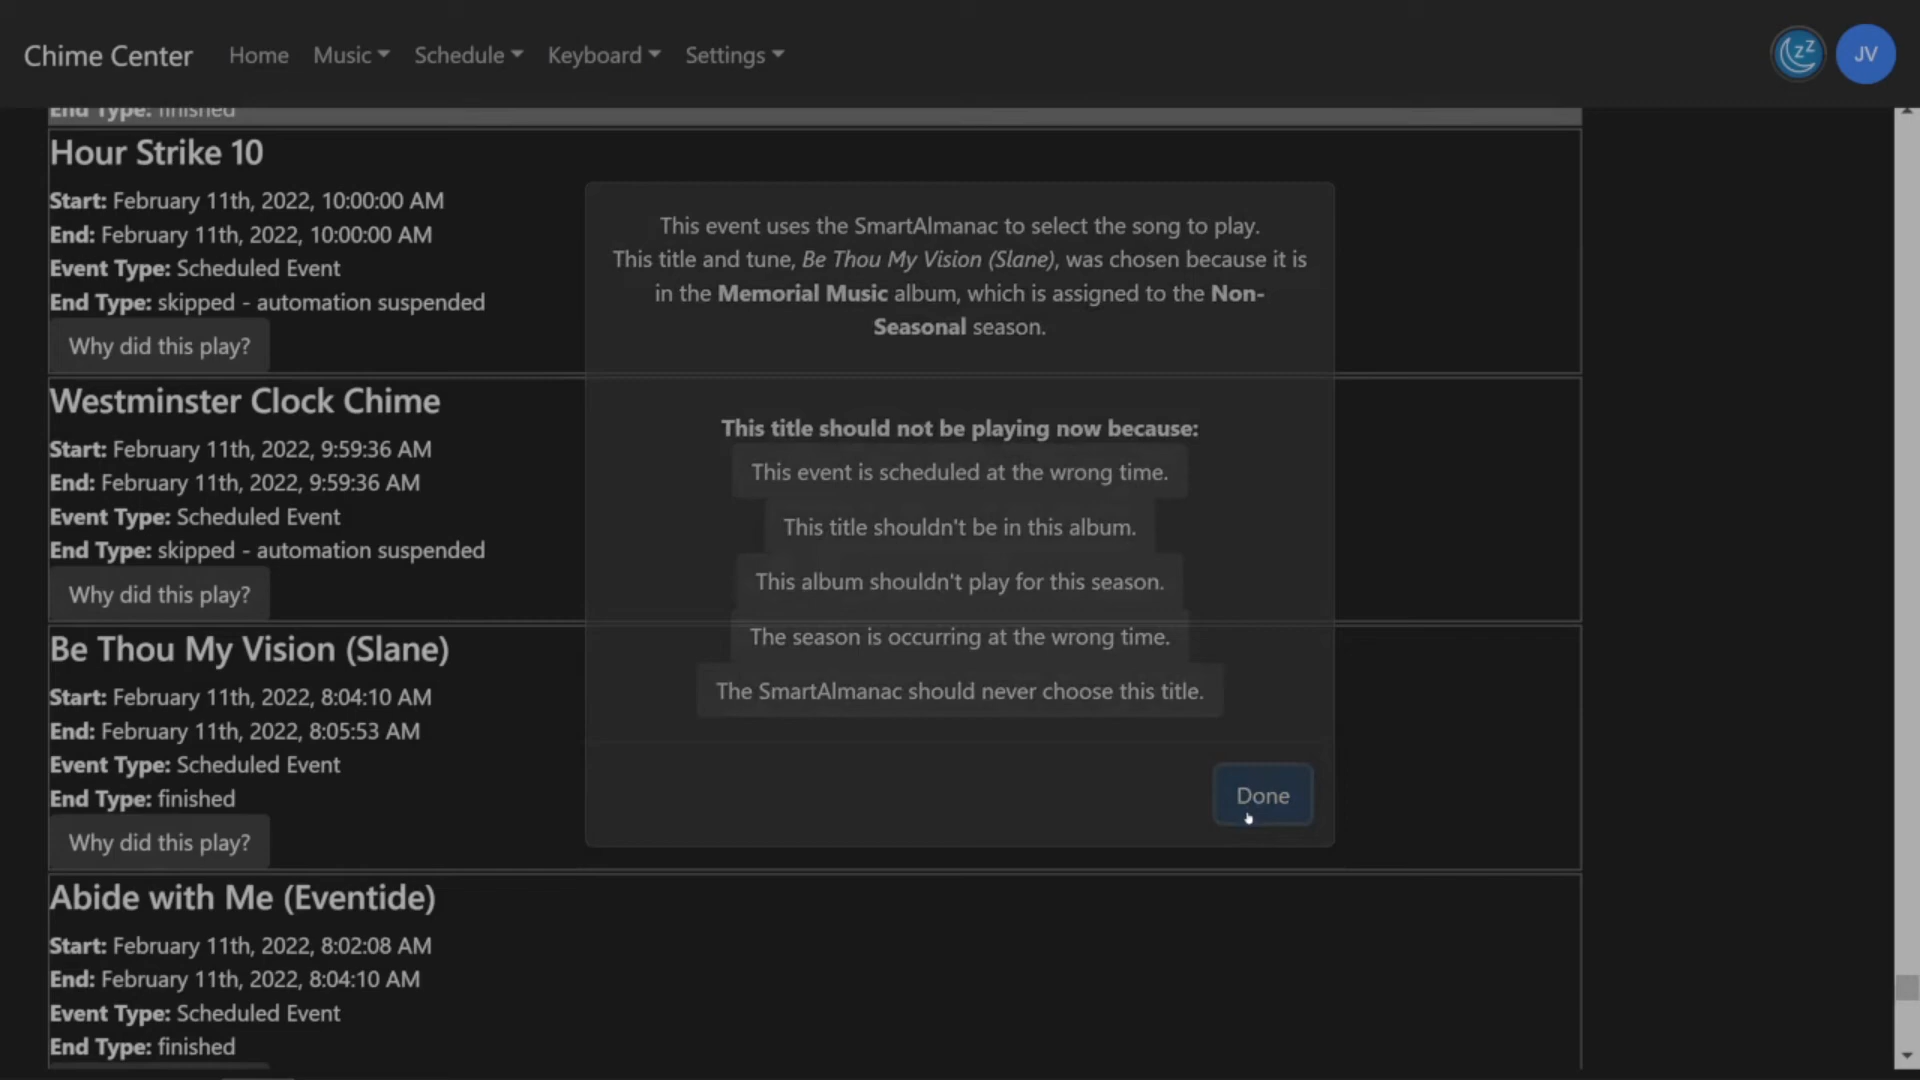 Chime Center Home Music Schedule Keyboard Settings JV
End Type: finished
Hour Strike 10
Start: February 11th, 2022, 10:00:00 AM
End: February 11th, 2022, 10:00:00 AM
Event Type: Scheduled Event
End Type: skipped - automation suspended
Why did this play?
Westminster Clock Chime
Start: February 11th, 2022, 9:59:36 AM
End: February 11th, 2022, 9:59:36 AM
Event Type: Scheduled Event
End Type: skipped - automation suspended
Why did this play?
Be Thou My Vision (Slane)
Start: February 11th, 2022, 8:04:10 AM
End: February 11th, 2022, 8:05:53 AM
Event Type: Scheduled Event
End Type: finished
Why did this play?
Abide with Me (Eventide)
Start: February 11th, 2022, 8:02:08 AM
End: February 11th, 2022, 8:04:10 AM
Event Type: Scheduled Event
End Type: finished
This event uses the SmartAlmanac to select the song to play.
This title and tune, Be Thou My Vision (Slane), was chosen because it is
in the Memorial Music album, which is assigned to the Non-
Seasonal season.
This title should not be playing now because:
This event is scheduled at the wrong time.
This title shouldn't be in this album.
This album shouldn't play for this season.
The season is occurring at the wrong time.
The SmartAlmanac should never choose this title.
Done